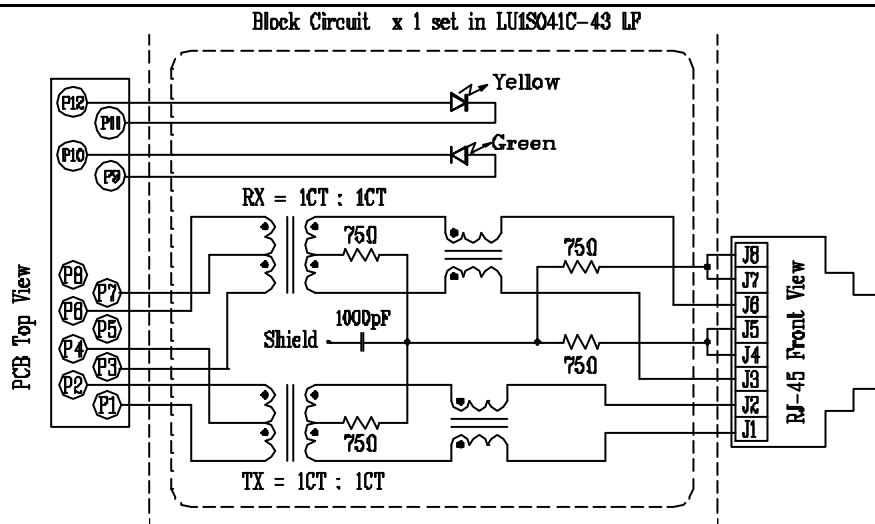 Block Circuit x 1 set in LU1S041C-43 LF
P12
P11
P10
P9
P8
P7
P6
P5
P4
P3
P2
P1
PCB Top View
Yellow
Green
RX = 1CT : 1CT
75Ω
75Ω
1000pF
Shield
75Ω
75Ω
TX = 1CT : 1CT
J8
J7
J6
J5
J4
J3
J2
J1
RJ-45 Front View